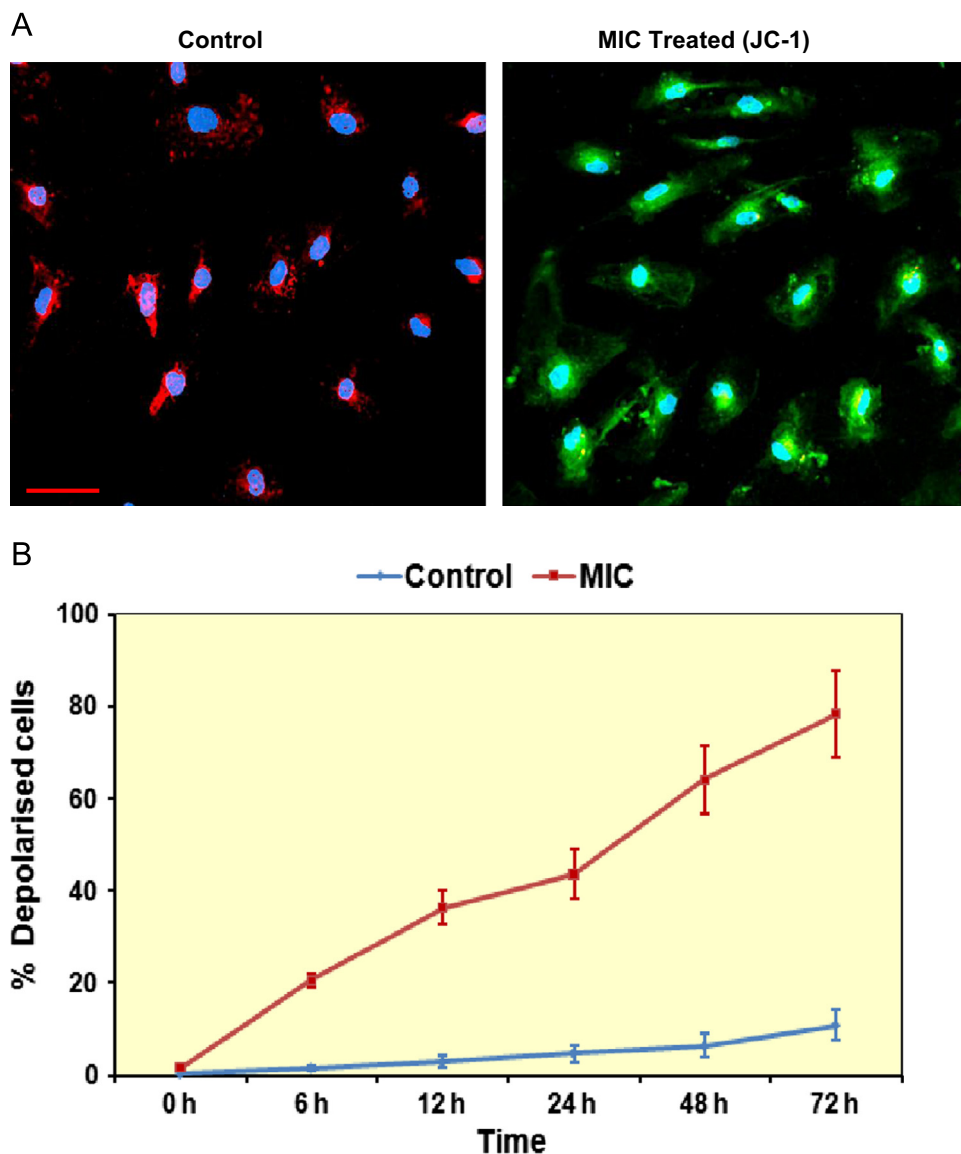 A
Control
MIC Treated (JC-1)
B
Control
MIC
100
80
60
40
20
0
% Depolarised cells
0 h
6 h
12 h
24 h
48 h
72 h
Time